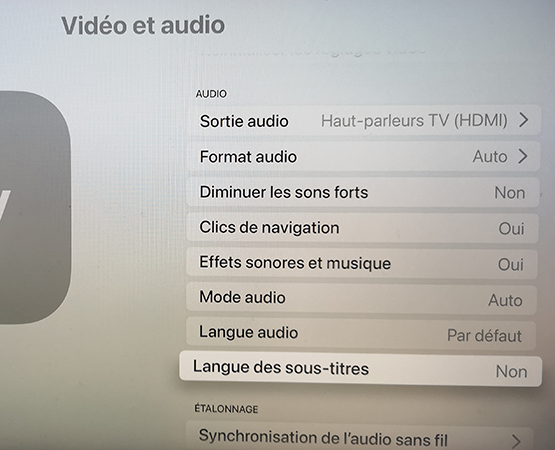 Vidéo et audio
AUDIO
Sortie audio Haut-parleurs TV (HDMI)
Format audio Auto
Diminuer les sons forts Non
Clics de navigation Oui
Effets sonores et musique Oui
Mode audio Auto
Langue audio Par défaut
Langue des sous-titres Non
ÉTALONNAGE
Synchronisation de l'audio sans fil